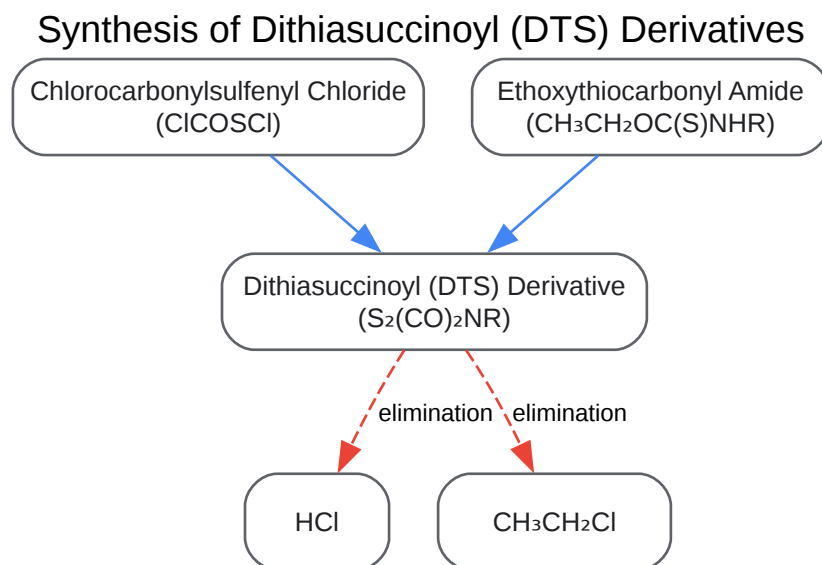 Synthesis of Dithiasuccinoyl (DTS) Derivatives
Chlorocarbonylsulfenyl Chloride
(ClCOSCl)
Ethoxythiocarbonyl Amide
(CH₃CH₂OC(S)NHR)
Dithiasuccinoyl (DTS) Derivative
(S₂(CO)₂NR)
elimination
elimination
HCl
CH₃CH₂Cl